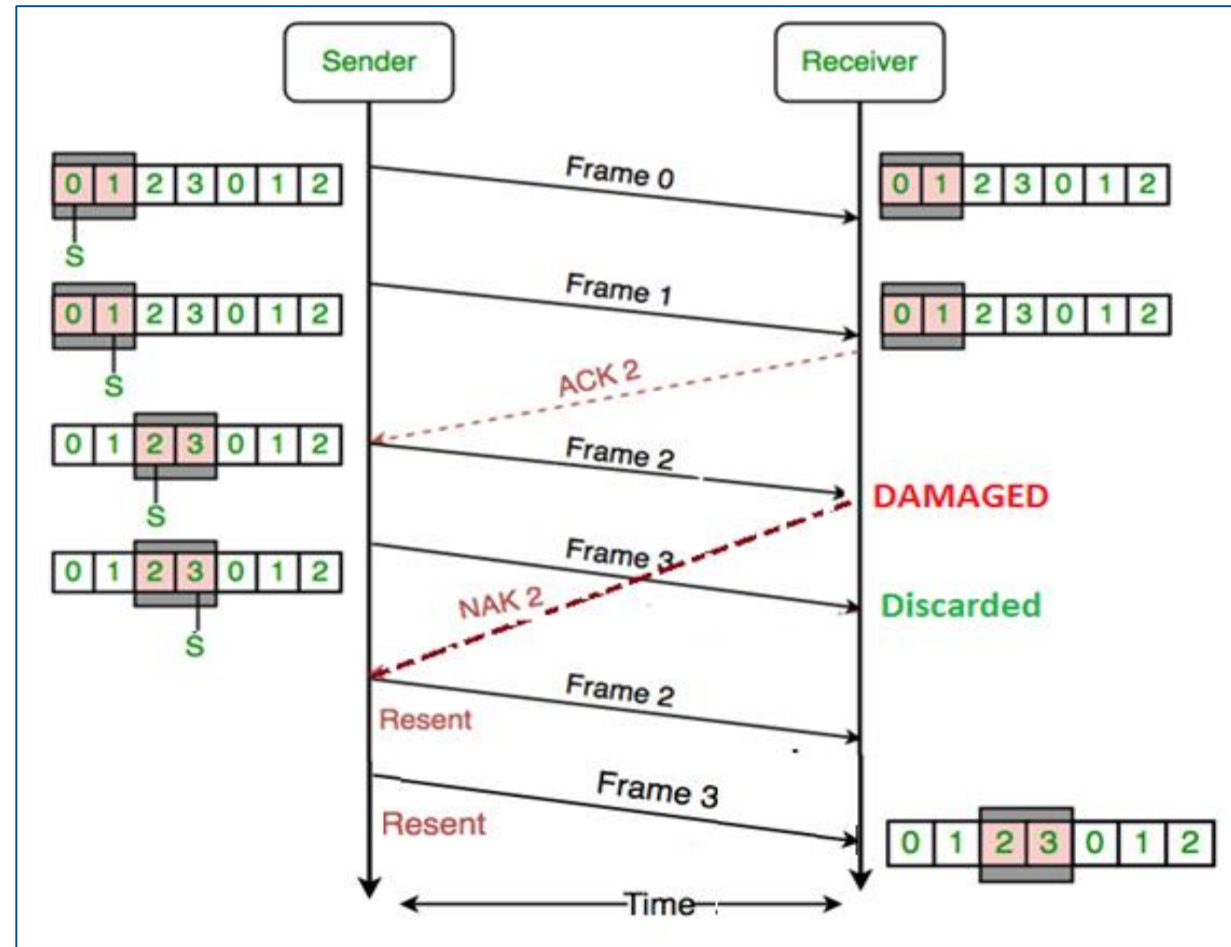 Sender
Receiver
Frame 0
0 1 2 3 0 1 2
0 1 2 3 0 1 2
S
Frame 1
0 1 2 3 0 1 2
0 1 2 3 0 1 2
S
ACK 2
0 1 2 3 0 1 2
Frame 2
S
DAMAGED
0 1 2 3 0 1 2
Frame 3
S
NAK 2
Discarded
Frame 2
Resent
Frame 3
Resent
0 1 2 3 0 1 2
Time